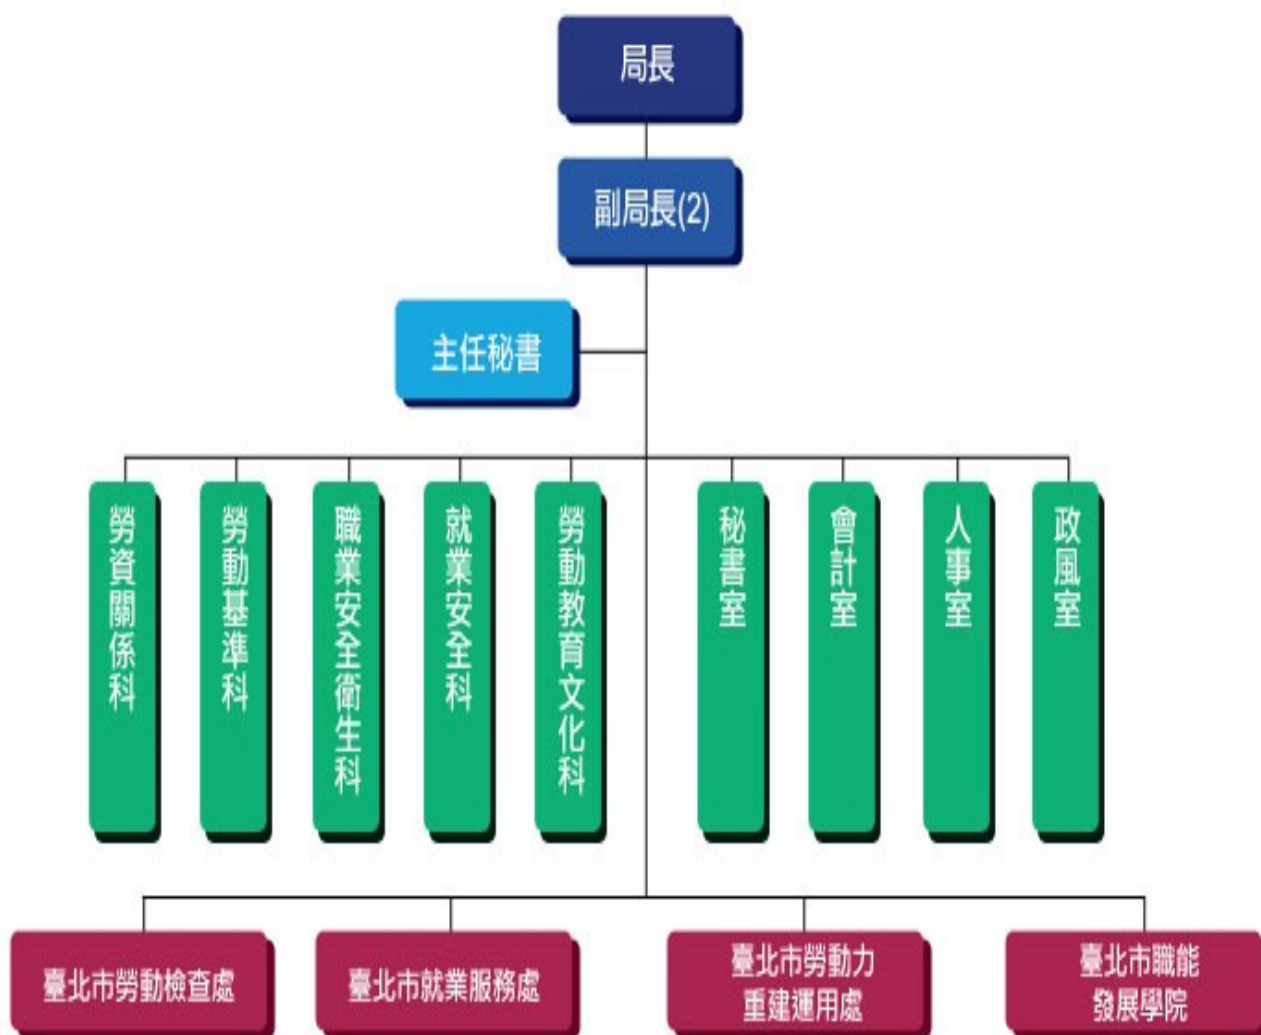 局長
副局長(2)
主任秘書
勞資關係科
勞動基準科
職業安全衛生科
就業安全科
勞動教育文化科
秘書室
會計室
人事室
政風室
臺北市勞動檢查處
臺北市就業服務處
臺北市勞動力
重建運用處
臺北市職能
發展學院